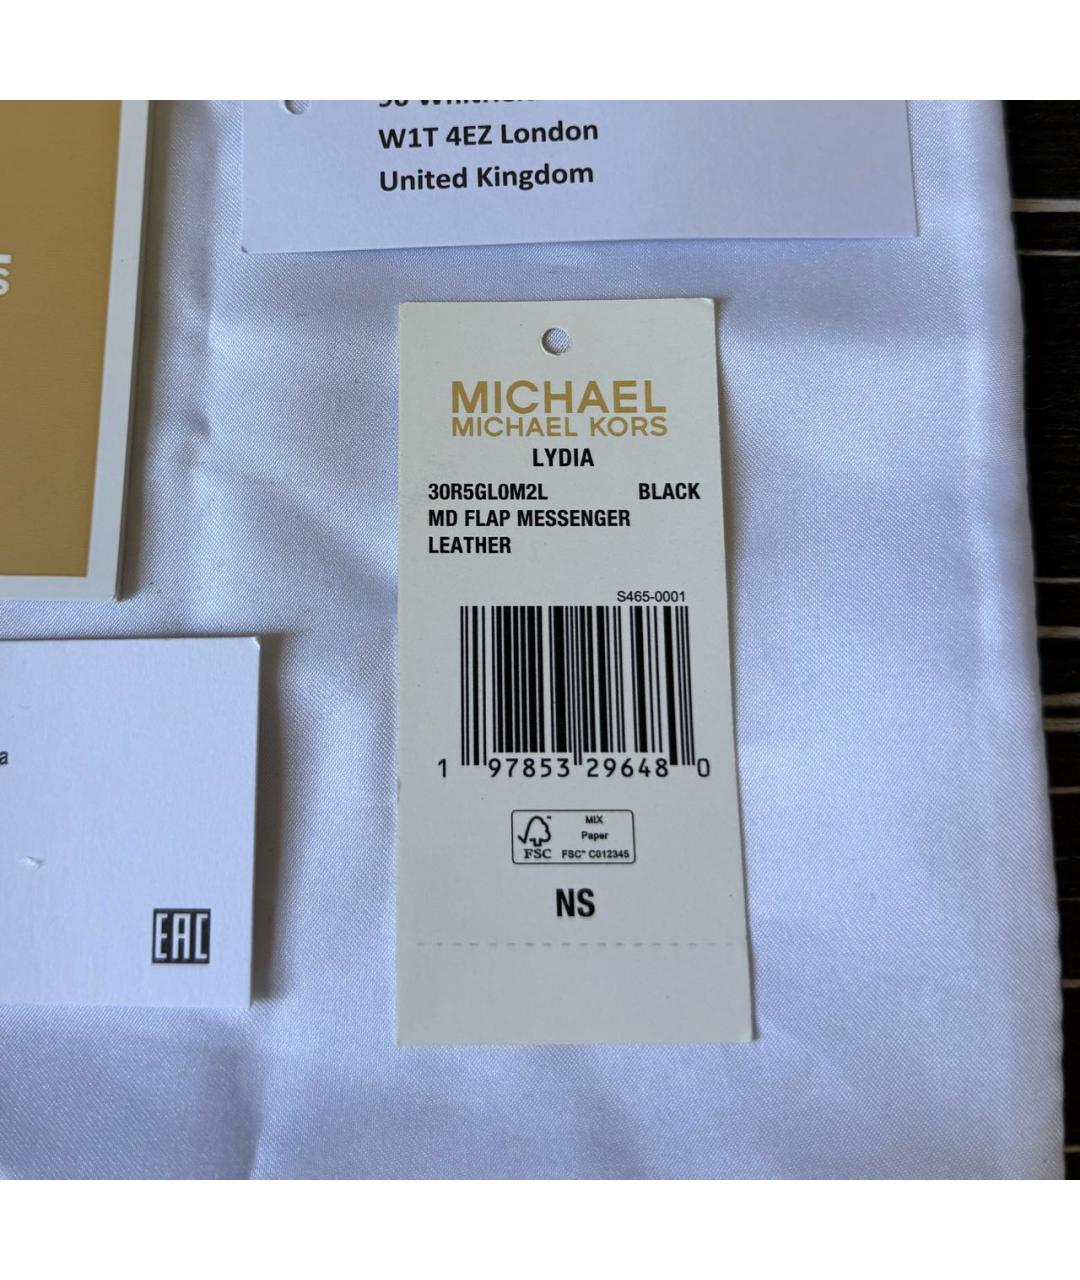 W1T 4EZ London
United Kingdom
S
MICHAEL
MICHAEL KORS
LYDIA
30R5GL0M2L BLACK
MD FLAP MESSENGER
LEATHER
S465-0001
1 97853 29648 0
MIX
Paper
FSC™ C012345
FSC
NS
a
EAC